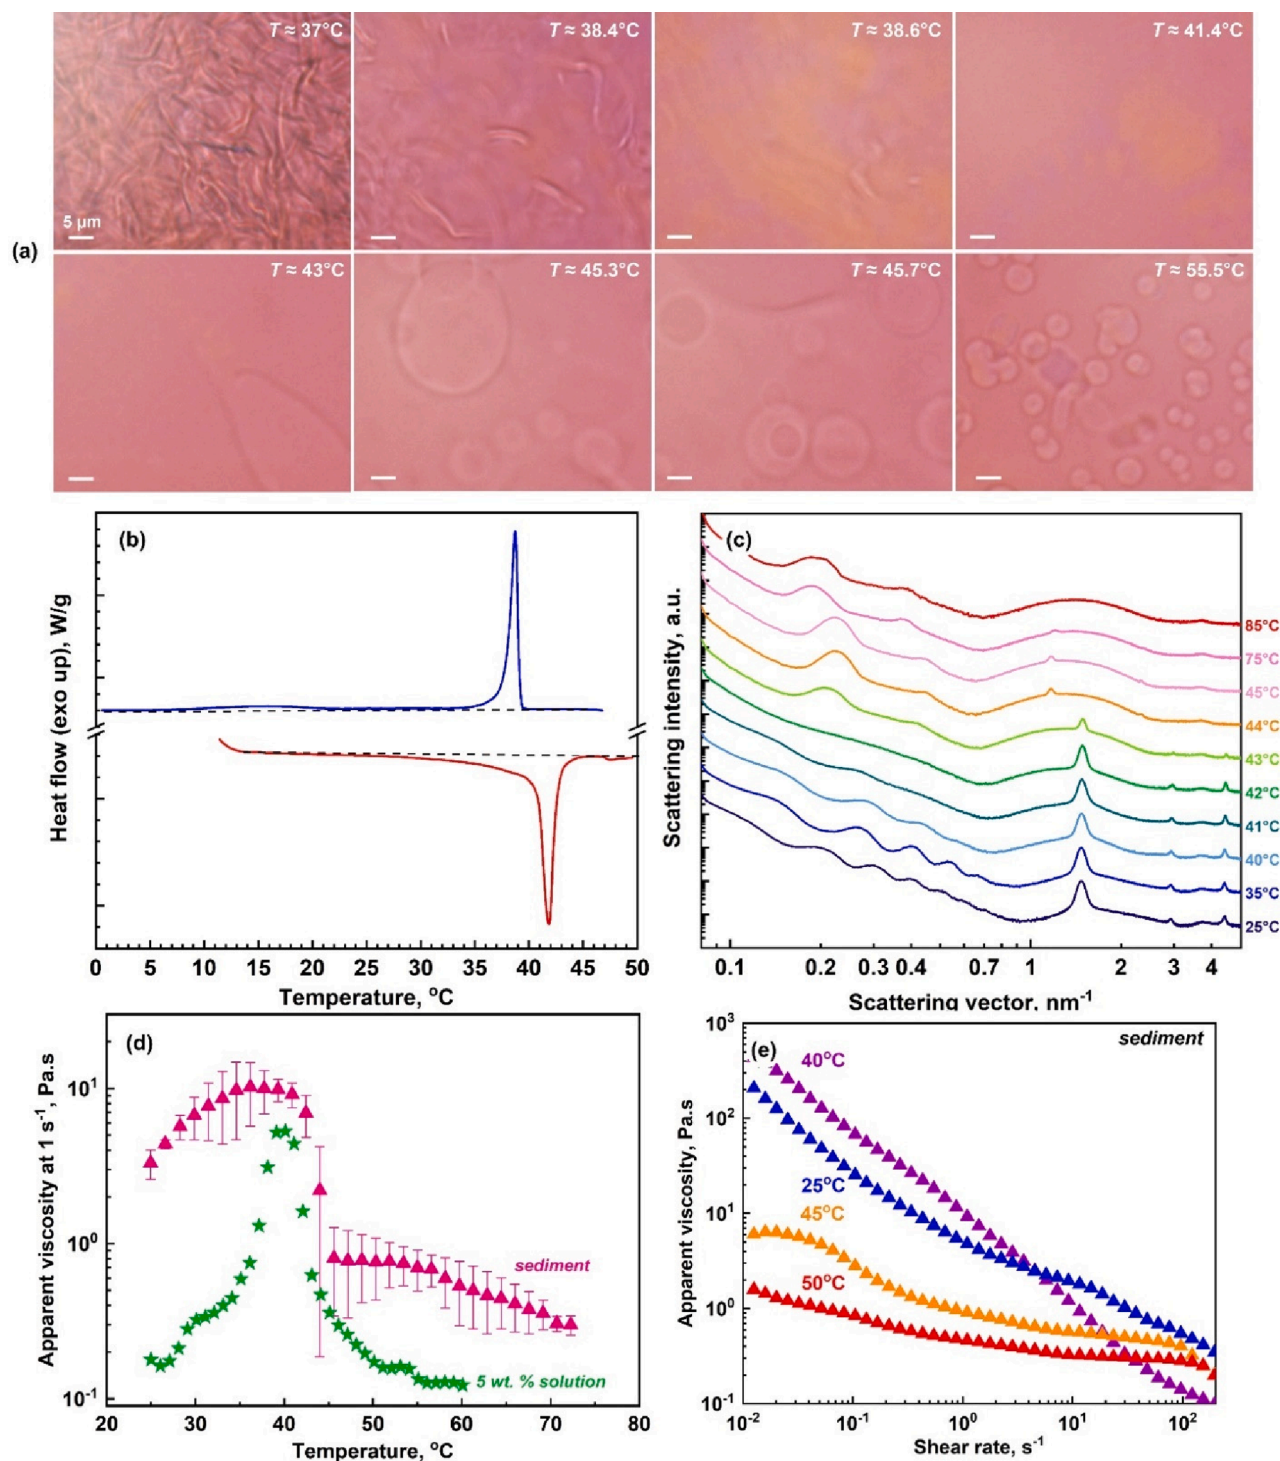 T ≈ 37°C
T ≈ 38.4°C
T ≈ 38.6°C
T ≈ 41.4°C
5 µm
(a)
T ≈ 43°C
T ≈ 45.3°C
T ≈ 45.7°C
T ≈ 55.5°C
(b)
Heat flow (exo up), W/g
0 5 10 15 20 25 30 35 40 45 50
Temperature, °C
(c)
Scattering intensity, a.u.
85°C
75°C
45°C
44°C
43°C
42°C
41°C
40°C
35°C
25°C
0.1 0.2 0.3 0.4 0.7 1 2 3 4
Scattering vector, nm⁻¹
(d)
Apparent viscosity at 1 s⁻¹, Pa.s
10¹
10⁰
10⁻¹
sediment
5 wt. % solution
20 30 40 50 60 70 80
Temperature, °C
(e)
sediment
Apparent viscosity, Pa.s
10³
10²
10¹
10⁰
10⁻¹
40°C
25°C
45°C
50°C
10⁻² 10⁻¹ 10⁰ 10¹ 10²
Shear rate, s⁻¹